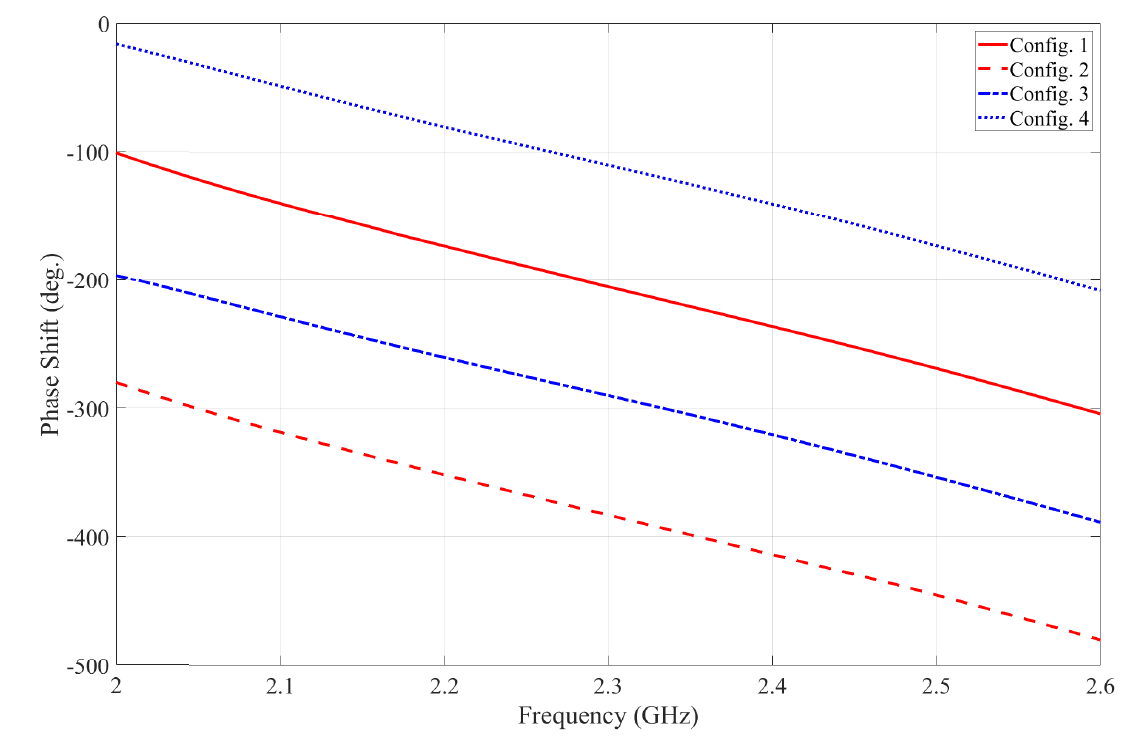 0
-100
-200
-300
-400
-500
Phase Shift (deg.)
Config. 1
Config. 2
Config. 3
Config. 4
2
2.1
2.2
2.3
2.4
2.5
2.6
Frequency (GHz)